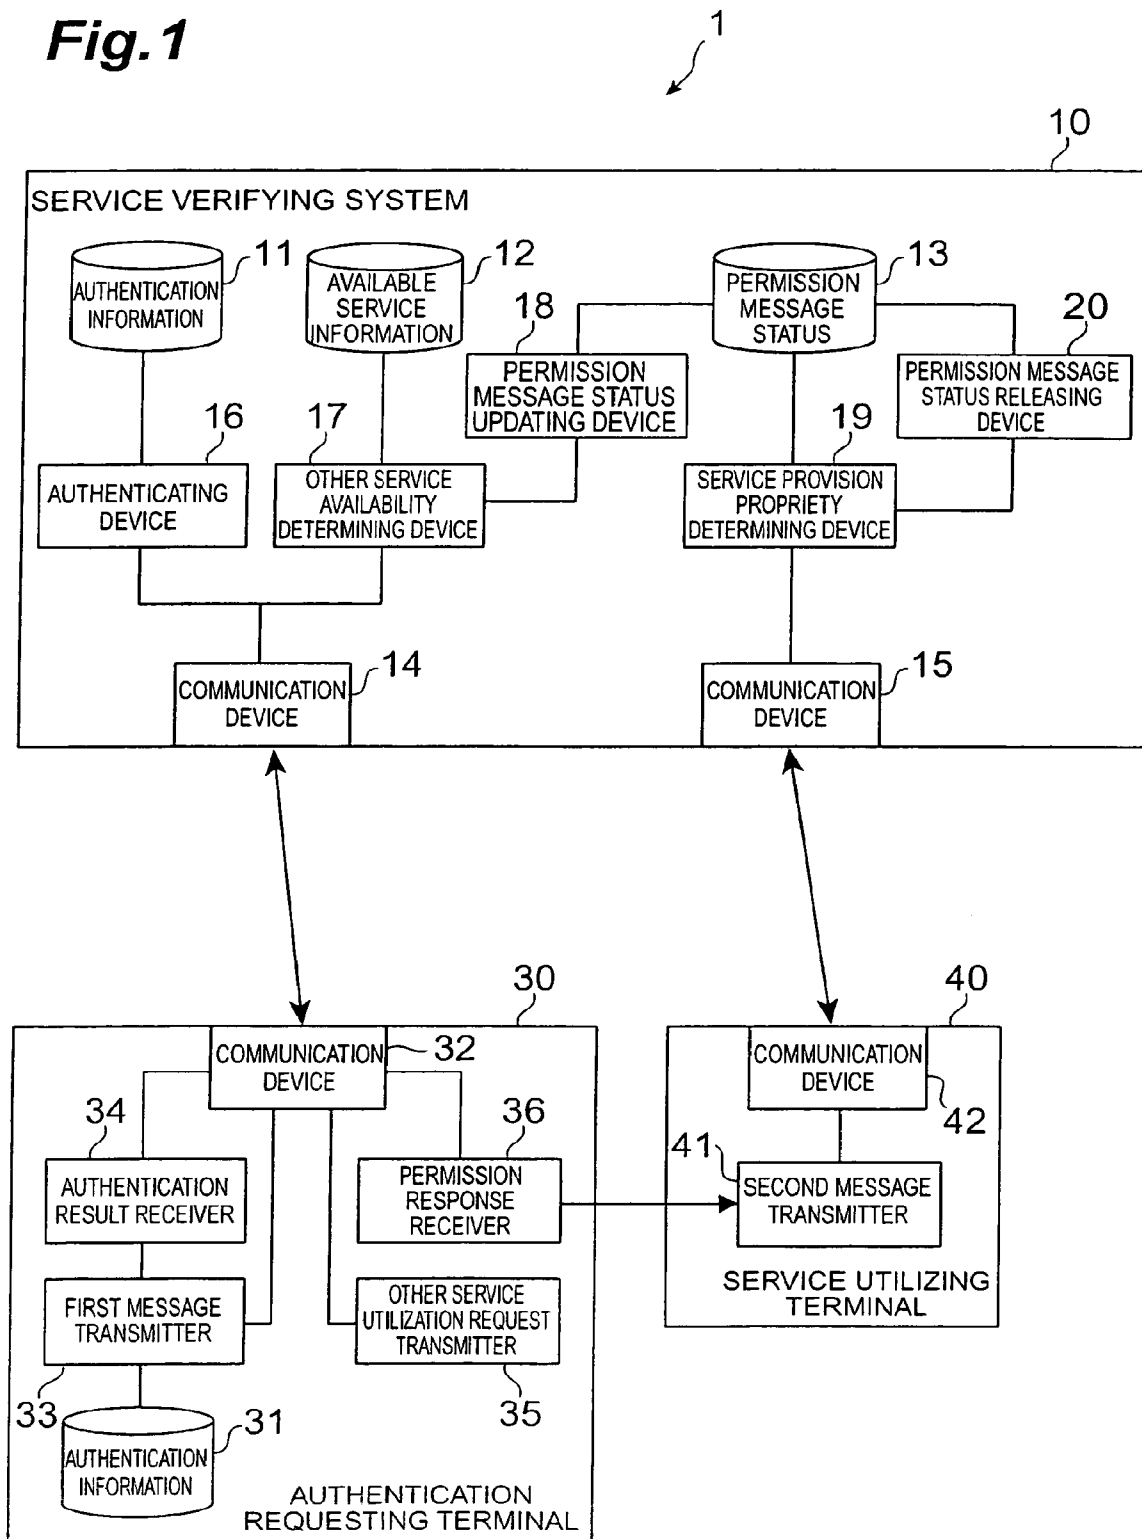 Fig.1
1
10
SERVICE VERIFYING SYSTEM
11
AUTHENTICATION
INFORMATION
12
AVAILABLE
SERVICE
INFORMATION
13
PERMISSION
MESSAGE
STATUS
18
PERMISSION
MESSAGE STATUS
UPDATING DEVICE
20
PERMISSION MESSAGE
STATUS RELEASING
DEVICE
16
AUTHENTICATING
DEVICE
17
OTHER SERVICE
AVAILABILITY
DETERMINING DEVICE
19
SERVICE PROVISION
PROPRIETY
DETERMINING DEVICE
14
COMMUNICATION
DEVICE
15
COMMUNICATION
DEVICE
30
COMMUNICATION
DEVICE
32
34
AUTHENTICATION
RESULT RECEIVER
36
PERMISSION
RESPONSE
RECEIVER
FIRST MESSAGE
TRANSMITTER
33
OTHER SERVICE
UTILIZATION REQUEST
TRANSMITTER
35
31
AUTHENTICATION
INFORMATION
AUTHENTICATION
REQUESTING TERMINAL
40
COMMUNICATION
DEVICE
42
41
SECOND MESSAGE
TRANSMITTER
SERVICE UTILIZING
TERMINAL